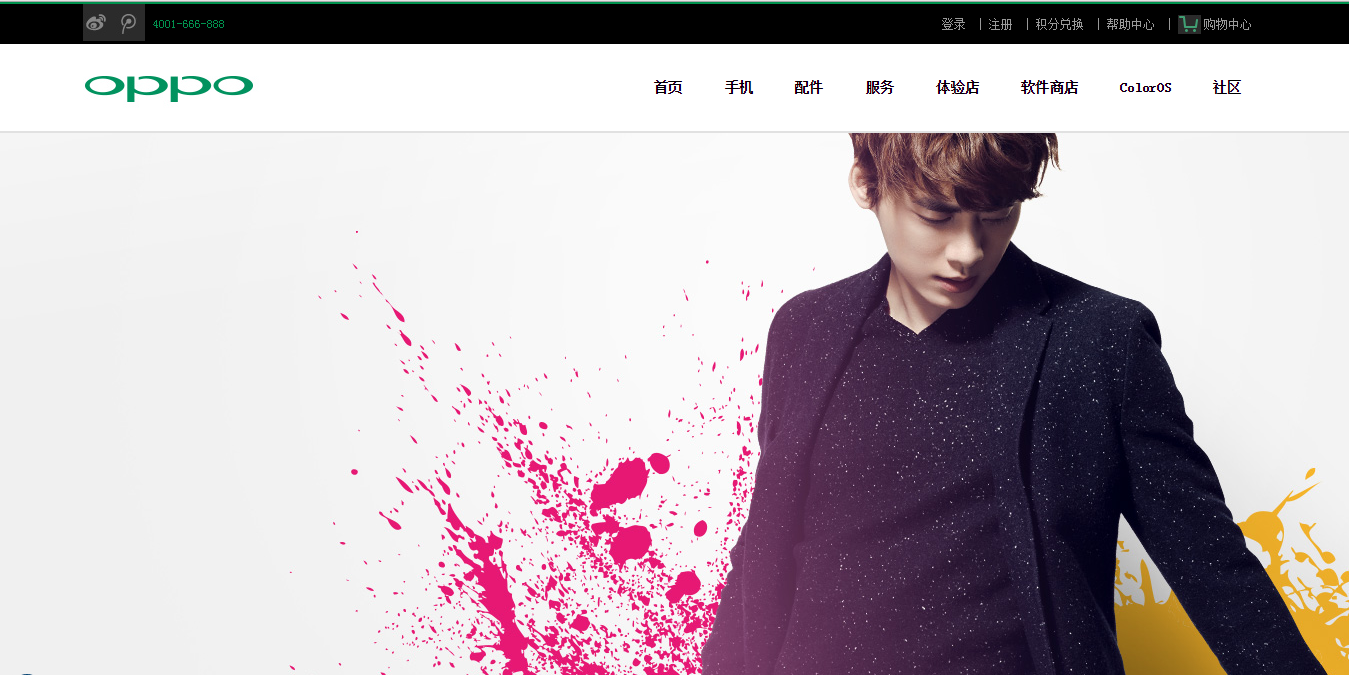 4001-666-888 登录 | 注册 | 积分兑换 | 帮助中心 | 购物中心
oppo 首页 手机 配件 服务 体验店 软件商店 ColorOS 社区